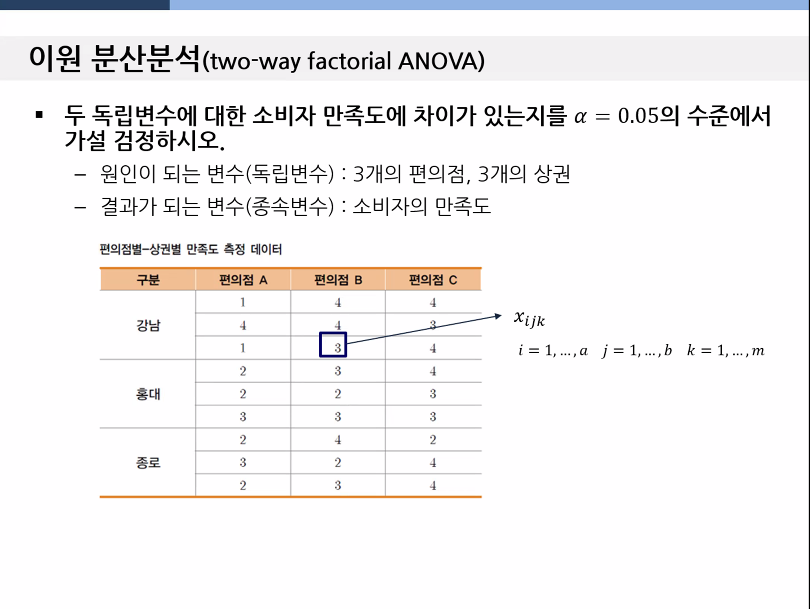 이원 분산분석(two-way factorial ANOVA)
▪ 두 독립변수에 대한 소비자 만족도에 차이가 있는지를 𝛼 = 0.05의 수준에서
가설 검정하시오.
– 원인이 되는 변수(독립변수) : 3개의 편의점, 3개의 상권
– 결과가 되는 변수(종속변수) : 소비자의 만족도
편의점별-상권별 만족도 측정 데이터
구분 편의점 A 편의점 B 편의점 C
1 4 4
강남 4 4 3
1 3 4
2 3 4
홍대 2 2 3
3 3 3
2 4 2
종로 3 2 4
2 3 4
x_{ijk}
i = 1, … , a j = 1, … , b k = 1, … , m